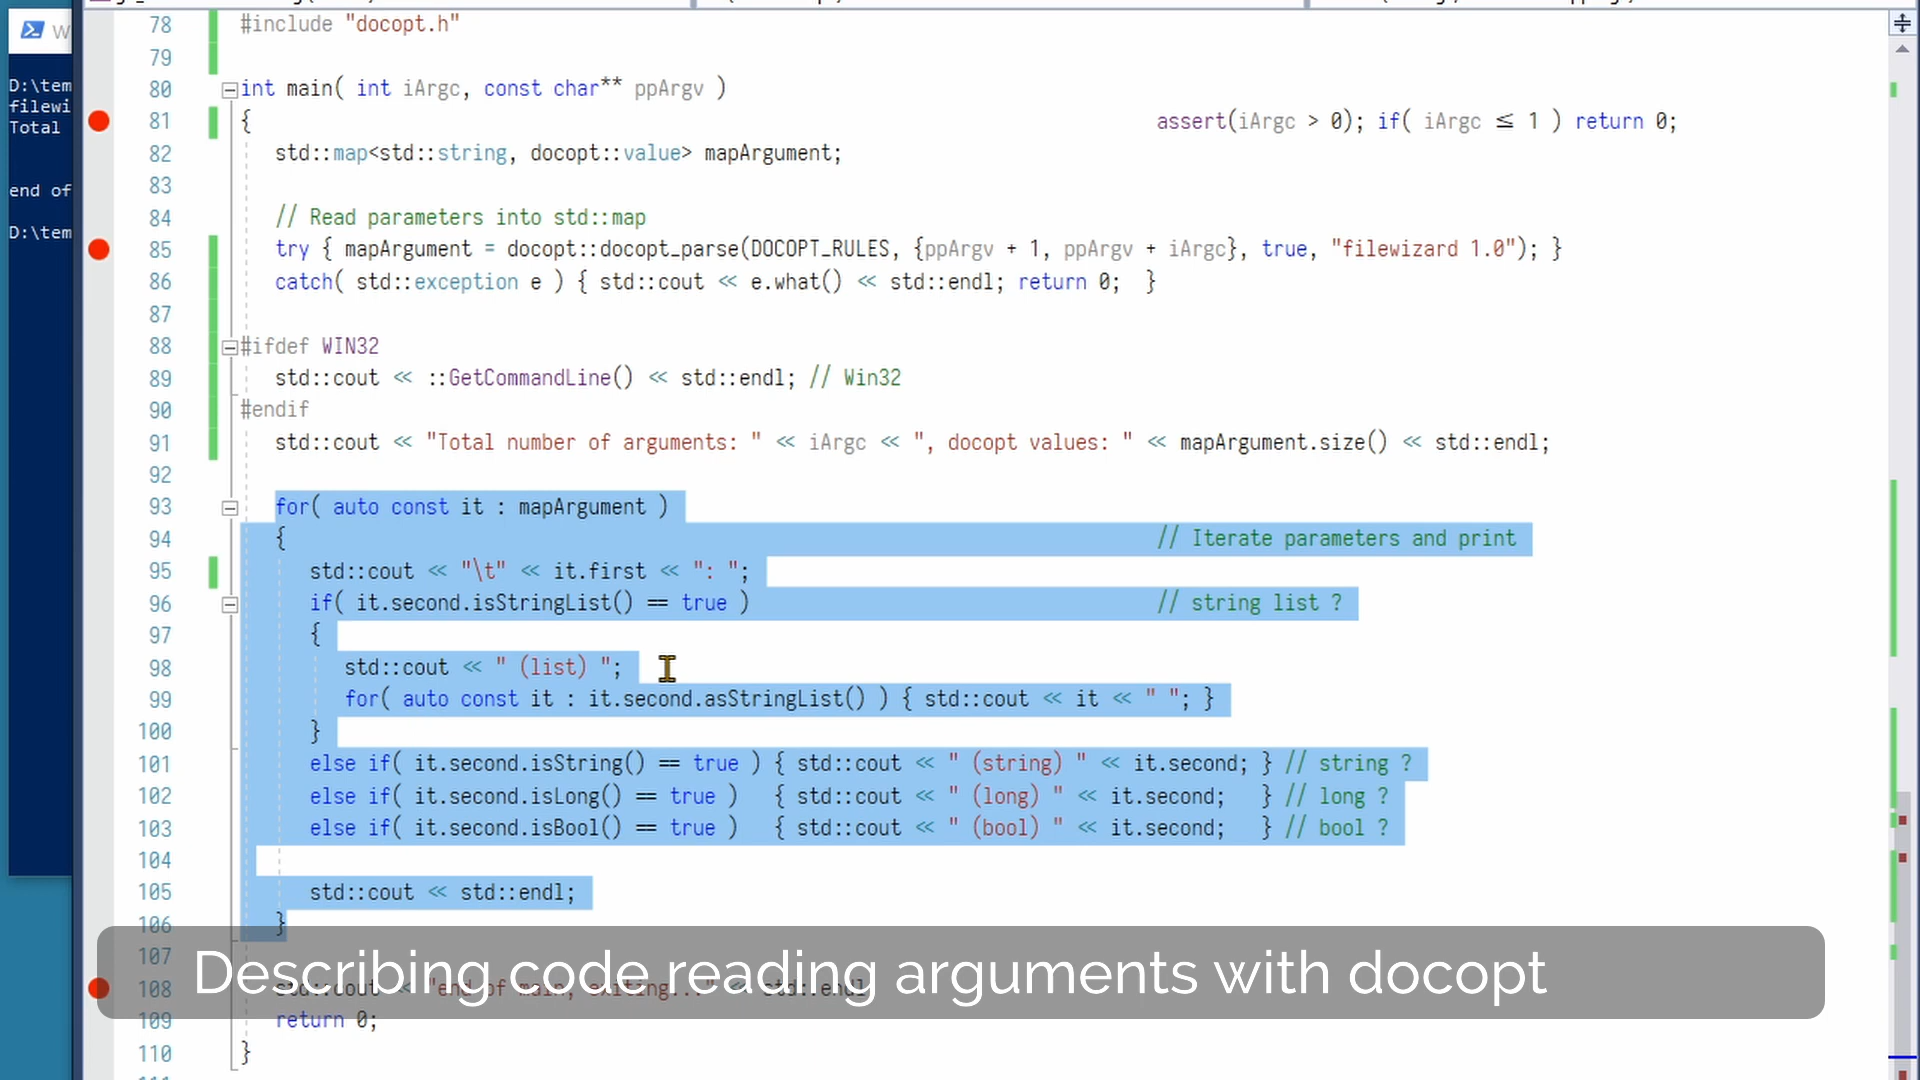 W
D:\tem
filewi
Total
end of
D:\tem
78 #include "docopt.h"
79
80 int main( int iArgc, const char** ppArgv )
81 { assert(iArgc > 0); if( iArgc ≤ 1 ) return 0;
82 std::map<std::string, docopt::value> mapArgument;
83
84 // Read parameters into std::map
85 try { mapArgument = docopt::docopt_parse(DOCOPT_RULES, {ppArgv + 1, ppArgv + iArgc}, true, "filewizard 1.0"); }
86 catch( std::exception e ) { std::cout << e.what() << std::endl; return 0; }
87
88 #ifdef WIN32
89 std::cout << ::GetCommandLine() << std::endl; // Win32
90 #endif
91 std::cout << "Total number of arguments: " << iArgc << ", docopt values: " << mapArgument.size() << std::endl;
92
93 for( auto const it : mapArgument )
94 { // Iterate parameters and print
95 std::cout << "\t" << it.first << ": ";
96 if( it.second.isStringList() == true ) // string list ?
97 {
98 std::cout << " (list) ";
99 for( auto const it : it.second.asStringList() ) { std::cout << it << " "; }
100 }
101 else if( it.second.isString() == true ) { std::cout << " (string) " << it.second; } // string ?
102 else if( it.second.isLong() == true ) { std::cout << " (long) " << it.second; } // long ?
103 else if( it.second.isBool() == true ) { std::cout << " (bool) " << it.second; } // bool ?
104
105 std::cout << std::endl;
106 }
107
Describing code reading arguments with docopt
108 std::cout << "end of main, exiting..." << std::endl
109 return 0;
110 }